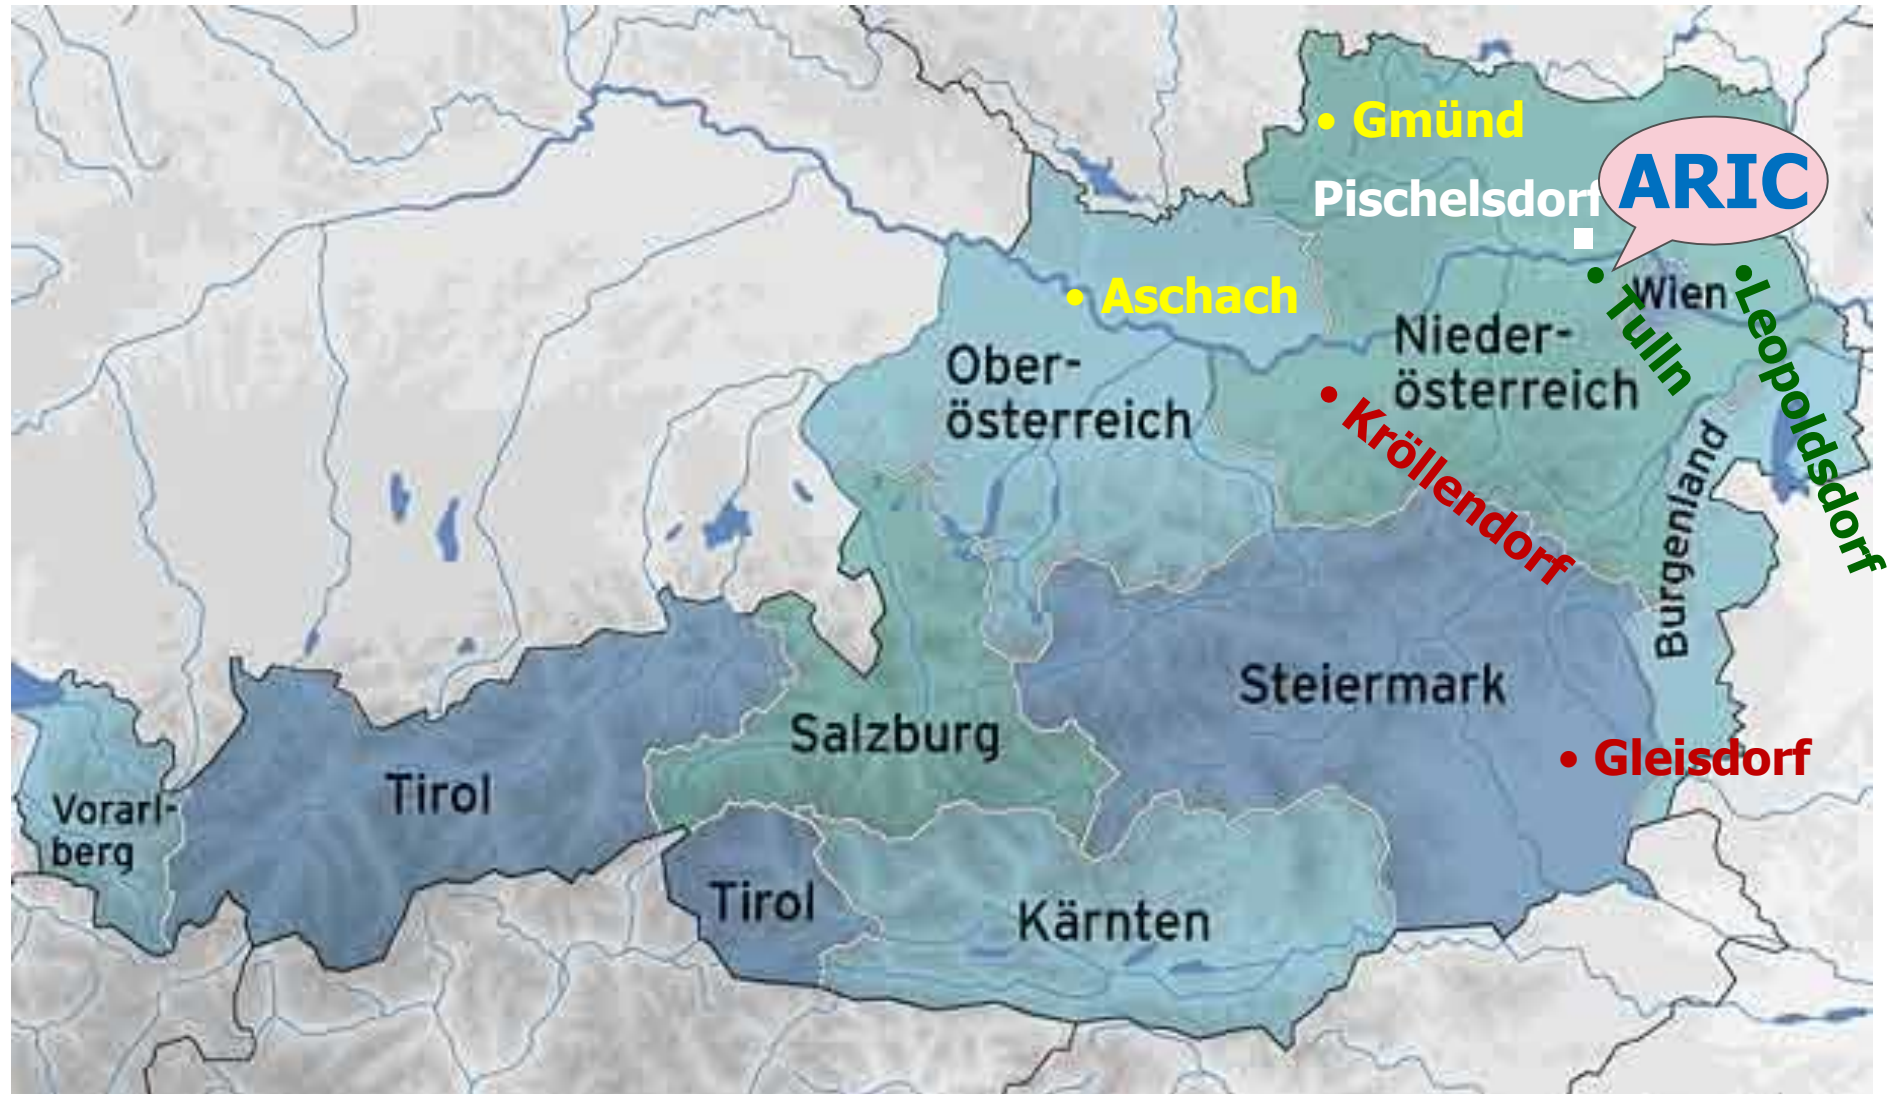 • Gmünd
Pischelsdorf
ARIC
• Aschach
Wien
• Tulln
• Leopoldsdorf
Ober-
österreich
Nieder-
österreich
• Kröllendorf
Burgenland
Steiermark
Salzburg
• Gleisdorf
Tirol
Vorarl-
berg
Tirol
Kärnten